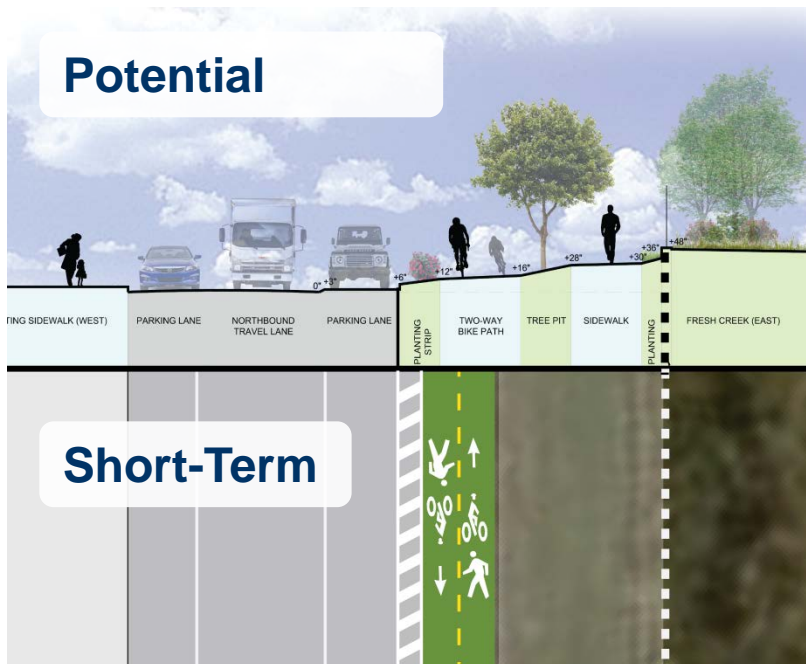 Potential
0" +3"
+6"
+12"
+16"
+28"
+30"
+36"
+48"
TING SIDEWALK (WEST)
PARKING LANE
NORTHBOUND
TRAVEL LANE
PARKING LANE
PLANTING
STRIP
TWO-WAY
BIKE PATH
TREE PIT
SIDEWALK
PLANTING
FRESH CREEK (EAST)
Short-Term